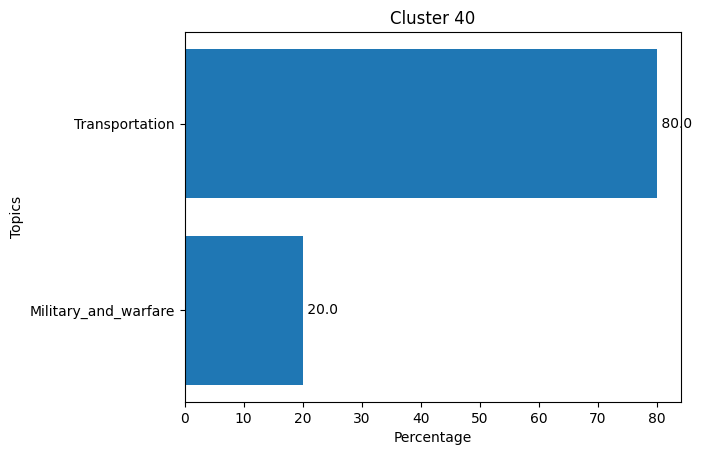 Cluster 40
Topics
Transportation
80.0
Military_and_warfare
20.0
0 10 20 30 40 50 60 70 80
Percentage